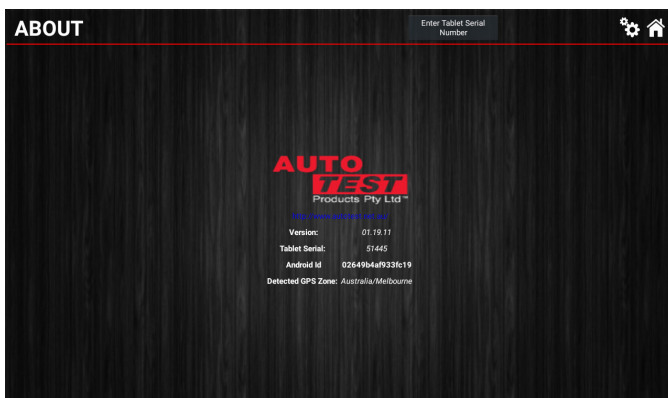 ABOUT
Enter Tablet Serial
Number
AUTO
TEST
Products Pty Ltd™
Version: 01.19.11
Tablet Serial: 51445
Android Id 02649b4af933fc19
Detected GPS Zone: Australia/Melbourne